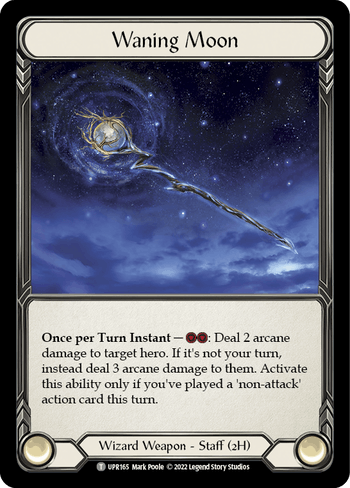 Waning Moon
Once per Turn Instant — : Deal 2 arcane
damage to target hero. If it's not your turn,
instead deal 3 arcane damage to them. Activate
this ability only if you've played a 'non-attack'
action card this turn.
Wizard Weapon - Staff (2H)
T UPR165 Mark Poole © 2022 Legend Story Studios